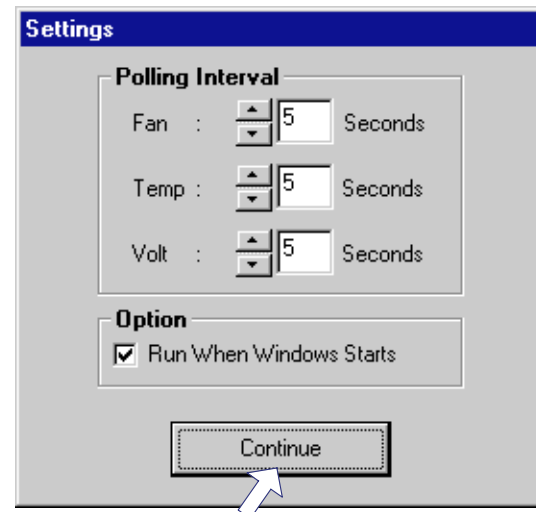 Settings
Polling Interval
Fan : 5 Seconds
Temp : 5 Seconds
Volt : 5 Seconds
Option
Run When Windows Starts
Continue